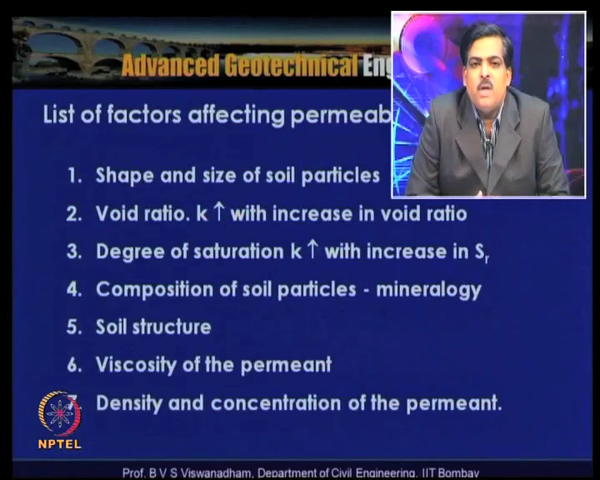 Advanced Geotechnical
List of factors affecting
1. Shape and size of soil particles
2. Void ratio. k ↑ with increase in void ratio
3. Degree of saturation k ↑ with increase in Sr
4. Composition of soil particles - mineralogy
5. Soil structure
6. Viscosity of the permeant
7. Density and concentration of the permeant.
NPTEL
Prof. B V S Viswanadham, Department of Civil Engineering, IIT Bombay